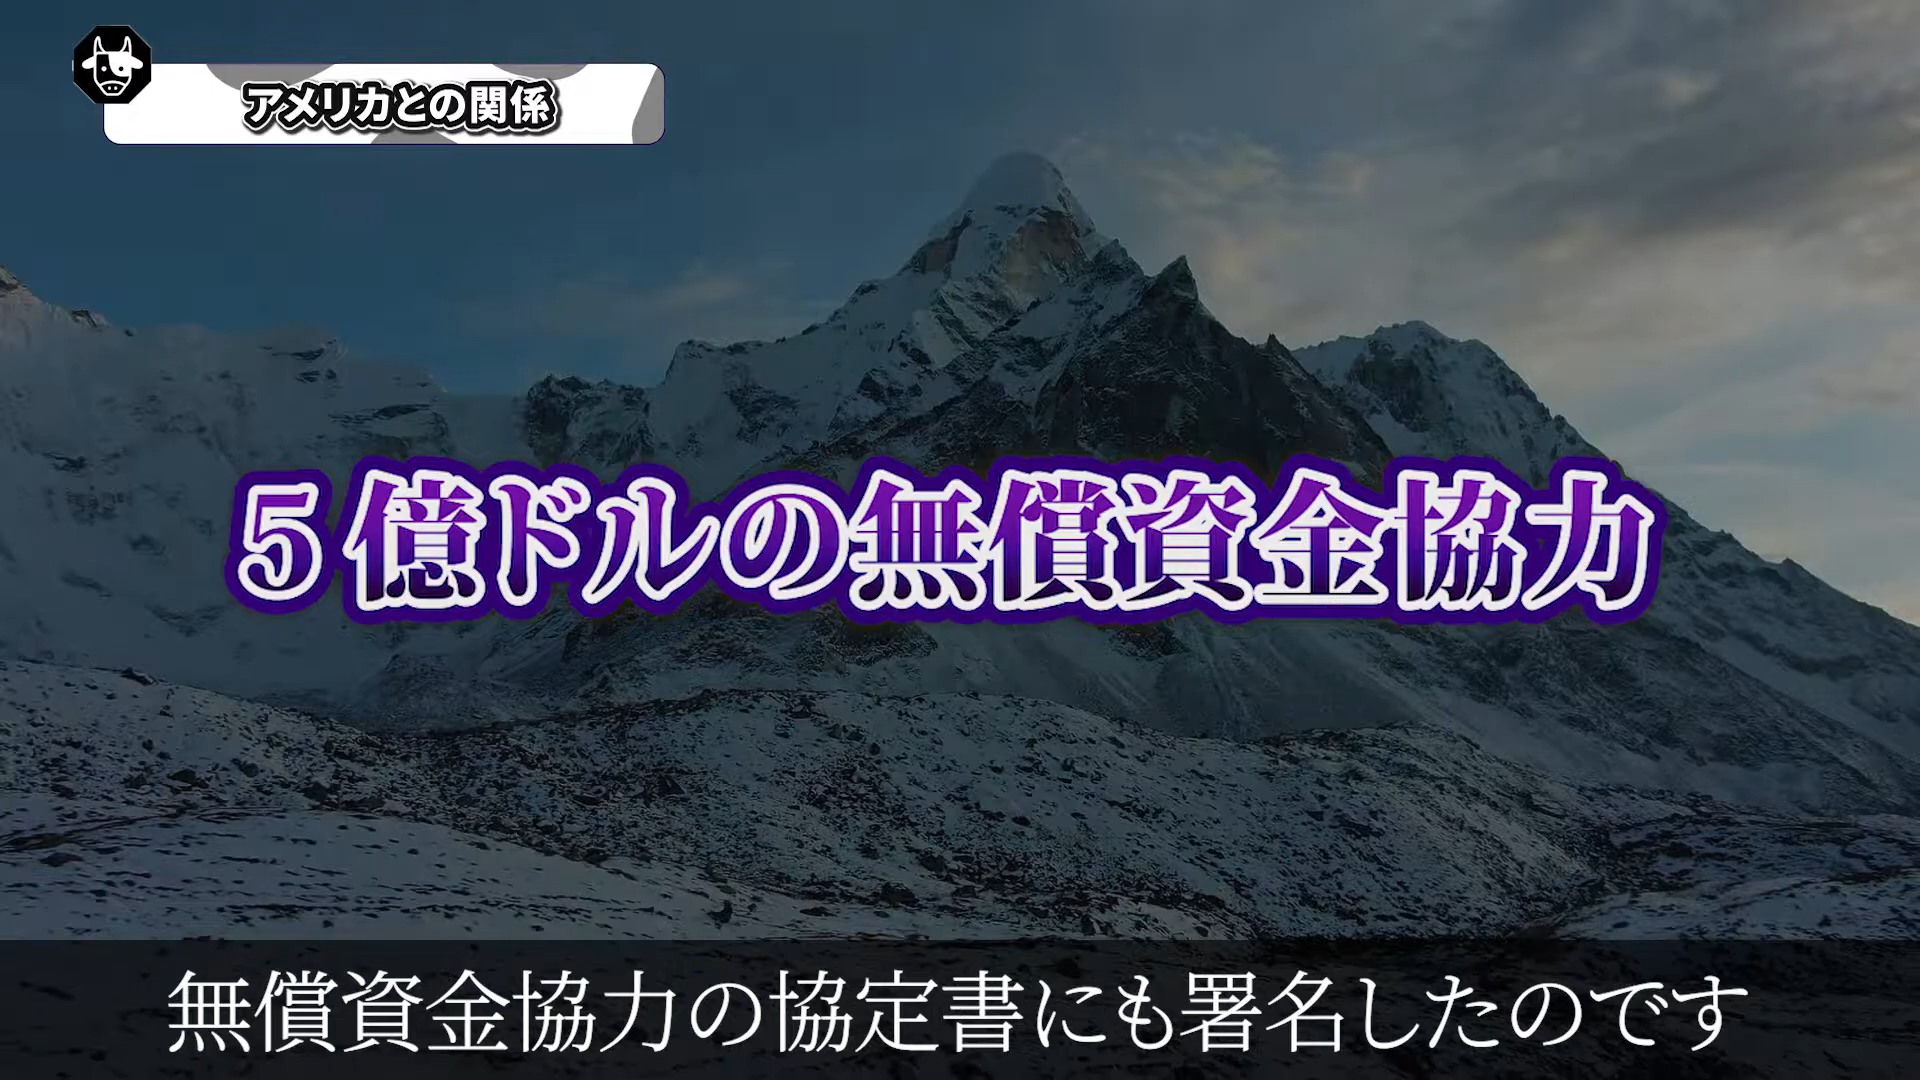 アメリカとの関係
５億ドルの無償資金協力
無償資金協力の協定書にも署名したのです